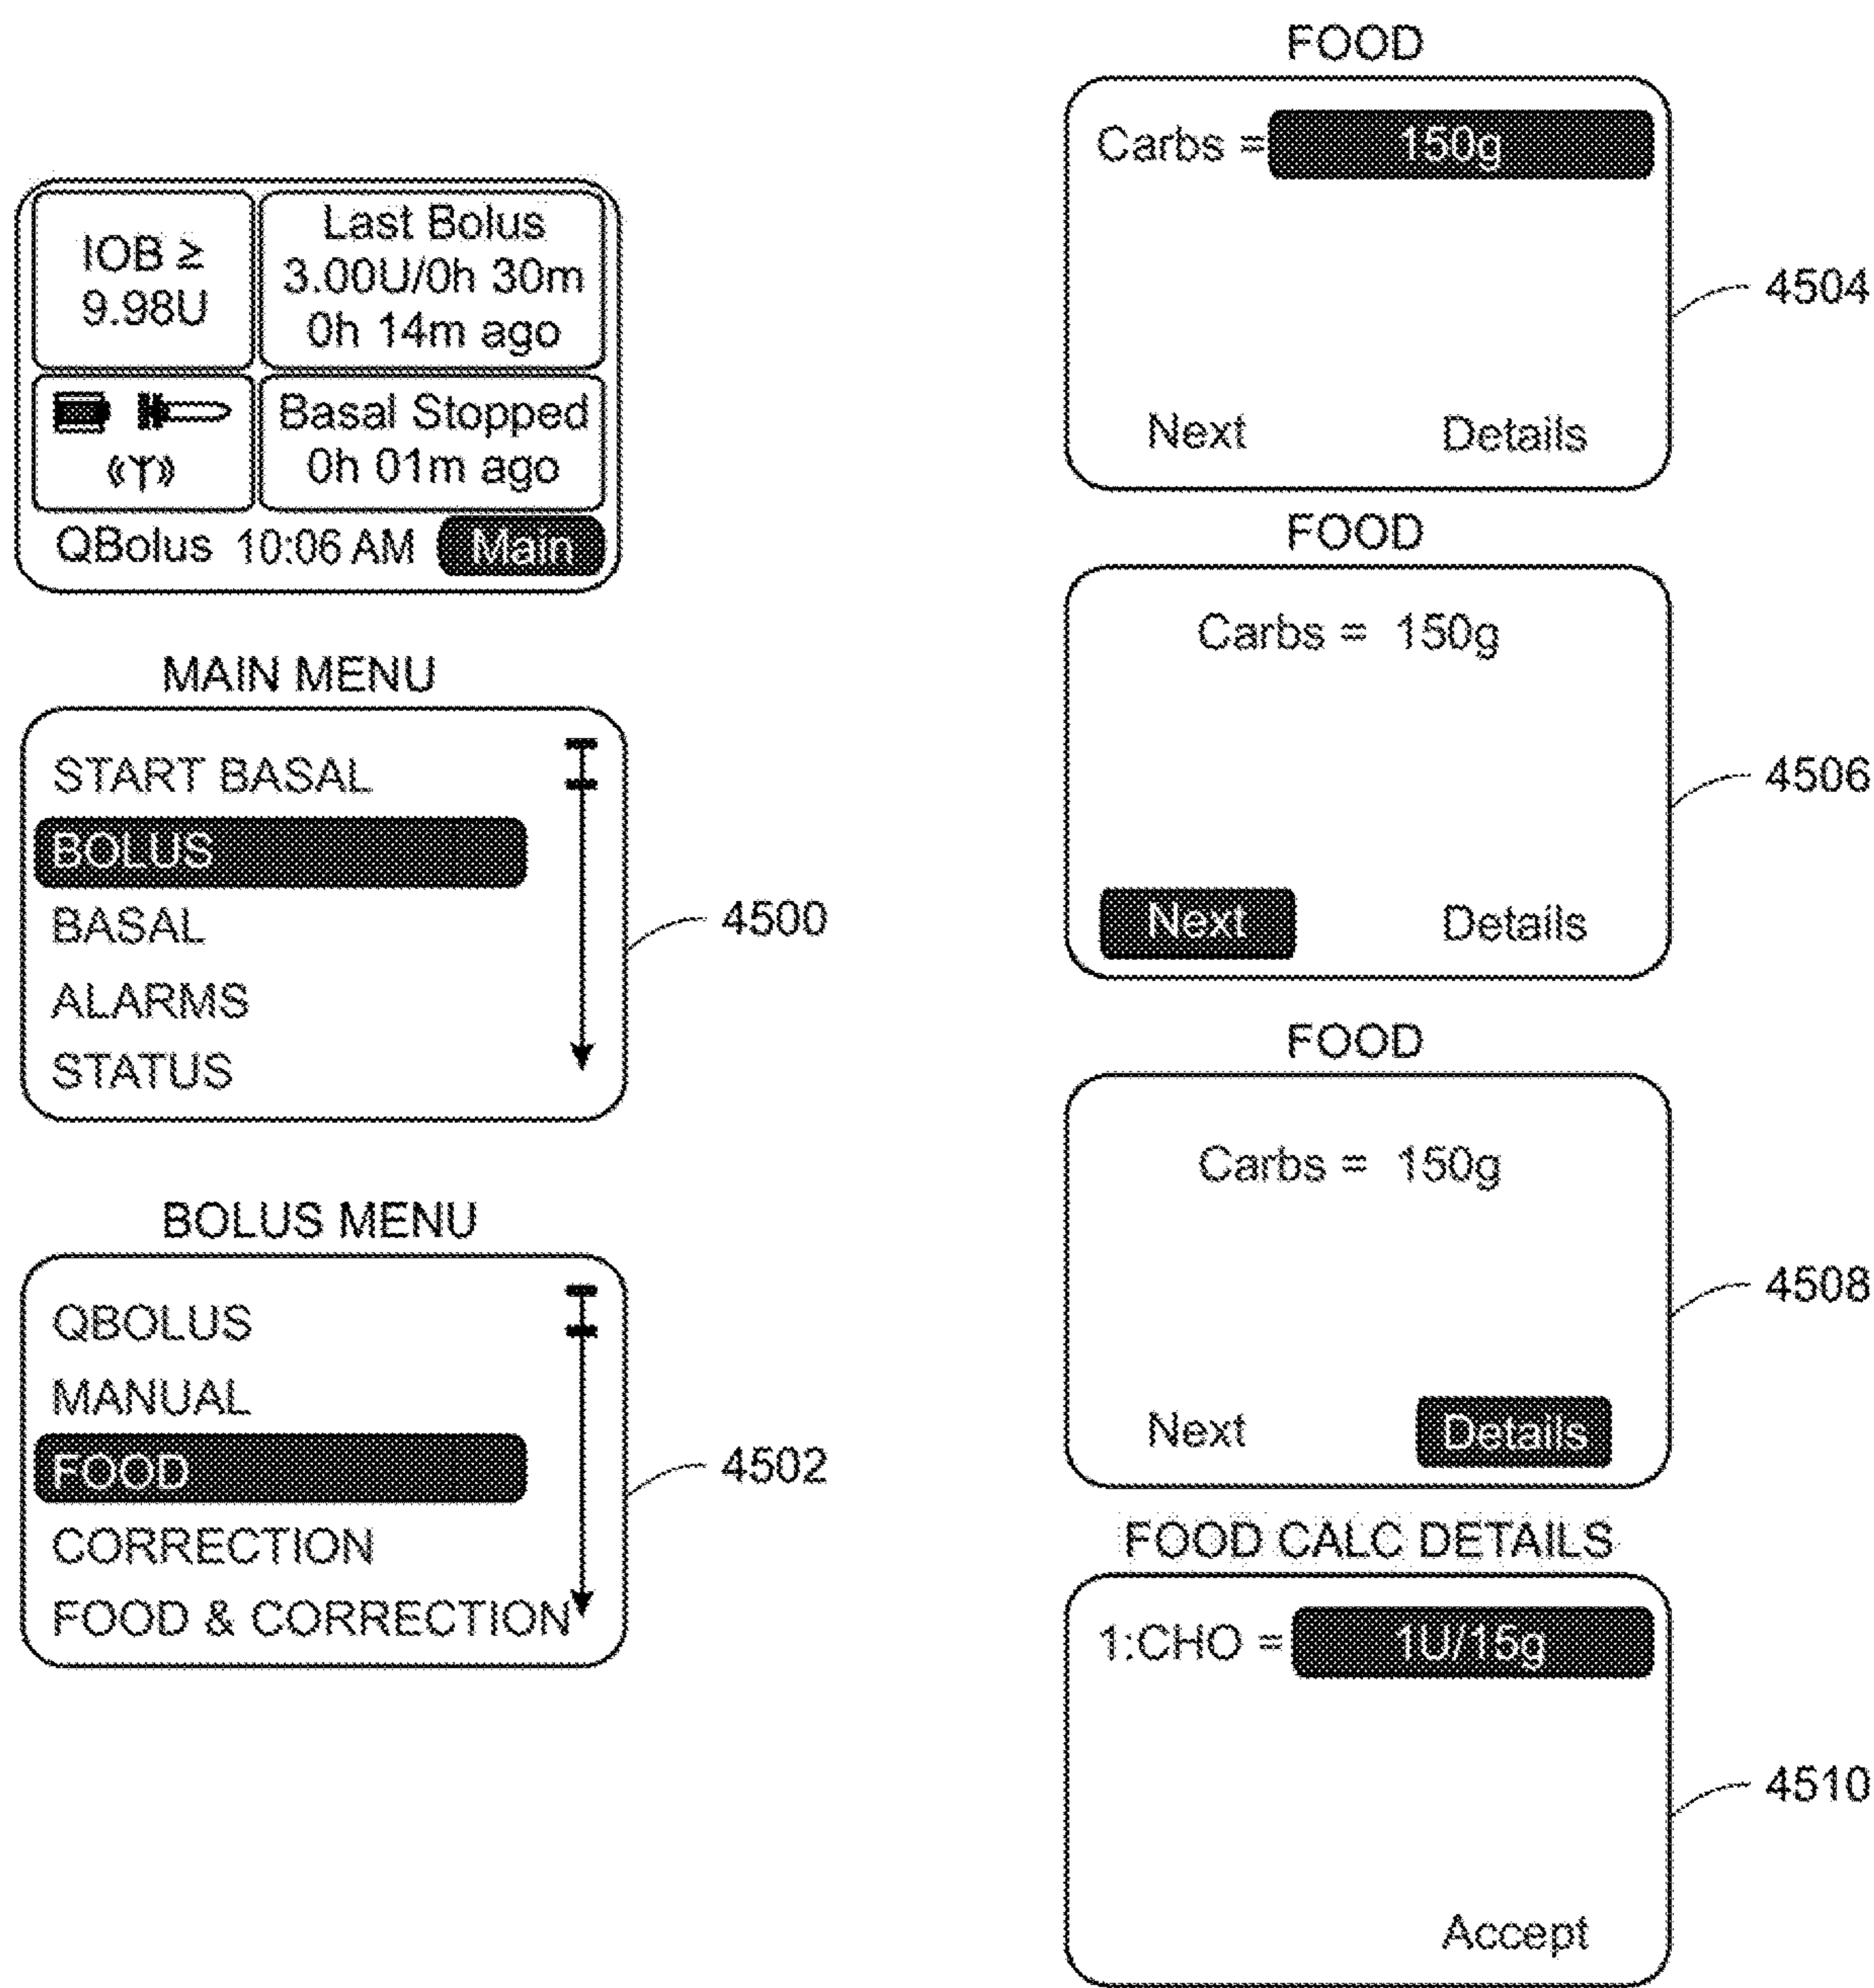 IOB ≥
9.98U
Last Bolus
3.00U/0h 30m
0h 14m ago
Basal Stopped
0h 01m ago
QBolus 10:06 AM Main
MAIN MENU
START BASAL
BOLUS
BASAL
ALARMS
STATUS
4500
BOLUS MENU
QBOLUS
MANUAL
FOOD
CORRECTION
FOOD & CORRECTION
4502
FOOD
Carbs = 150g
Next Details
4504
FOOD
Carbs = 150g
Next Details
4506
FOOD
Carbs = 150g
Next Details
4508
FOOD CALC DETAILS
1:CHO = 1U/15g
Accept
4510